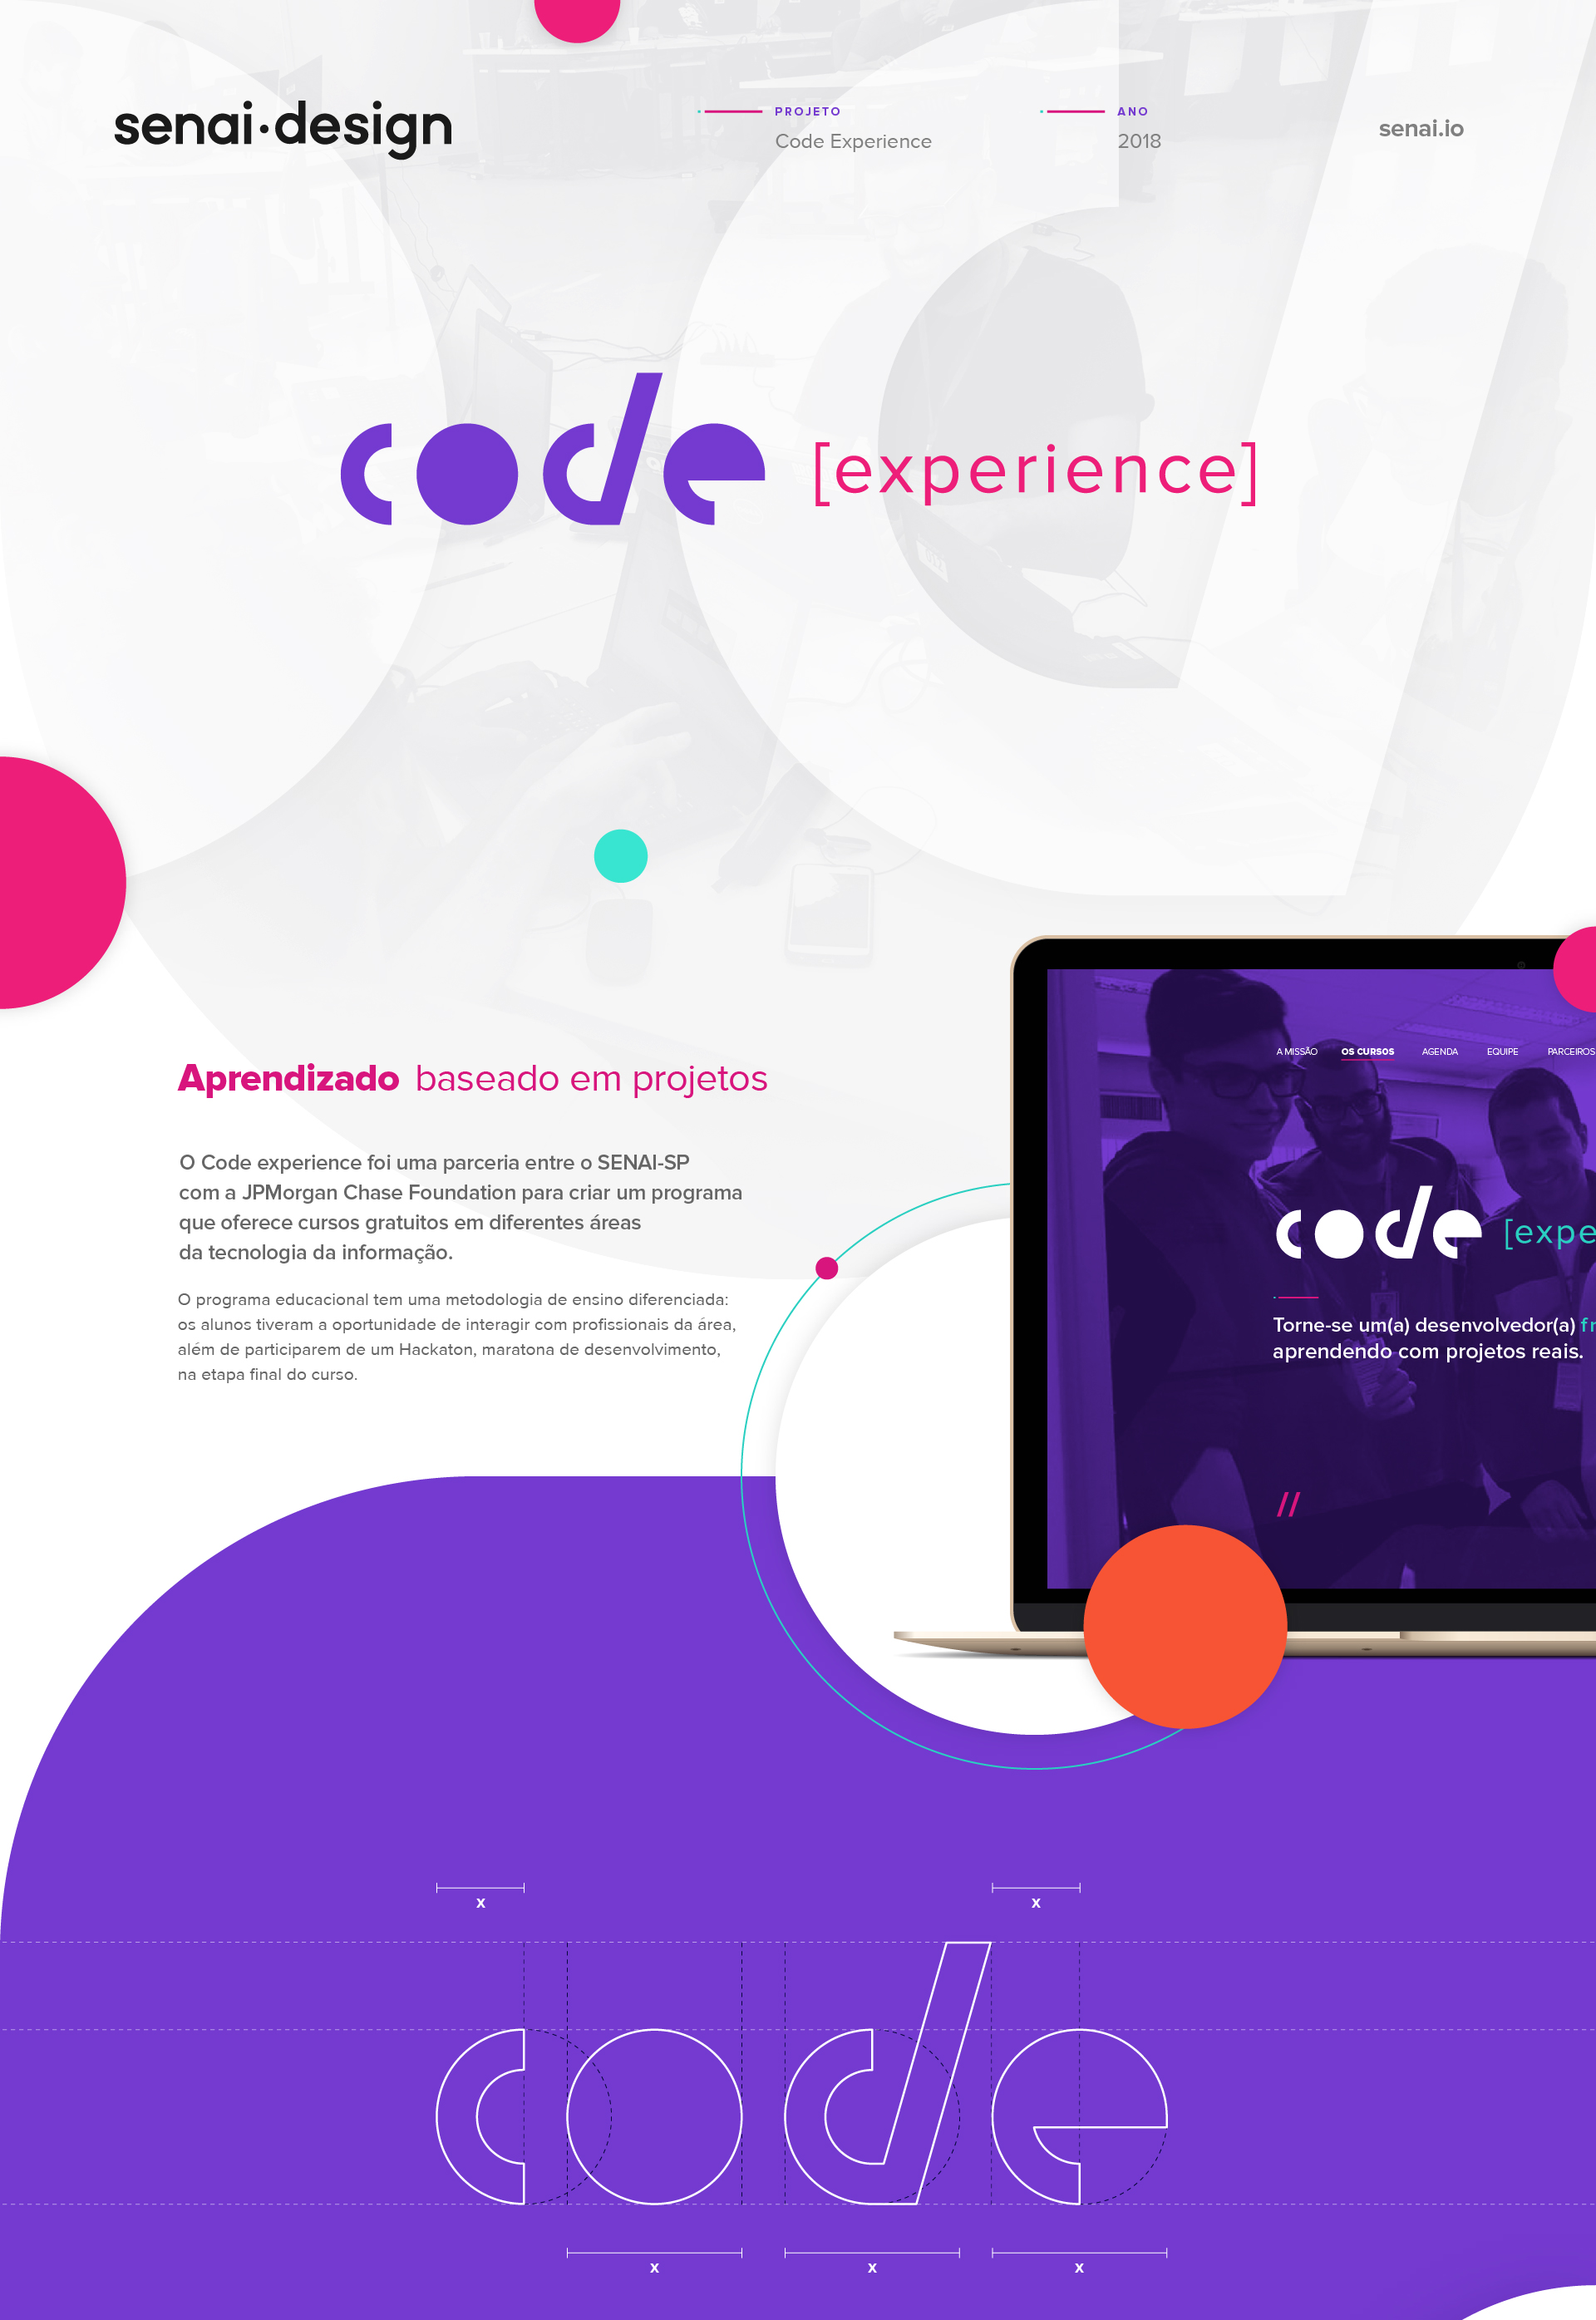 senai·design
PROJETO
Code Experience
ANO
2018
senai.io
code [experience]
Aprendizado baseado em projetos
O Code experience foi uma parceria entre o SENAI-SP
com a JPMorgan Chase Foundation para criar um programa
que oferece cursos gratuitos em diferentes áreas
da tecnologia da informação.
O programa educacional tem uma metodologia de ensino diferenciada:
os alunos tiveram a oportunidade de interagir com profissionais da área,
além de participarem de um Hackaton, maratona de desenvolvimento,
na etapa final do curso.
A MISSÃO OS CURSOS AGENDA EQUIPE PARCEIROS
code [expe
Torne-se um(a) desenvolvedor(a) fr
aprendendo com projetos reais.
//
x x
code
x x x